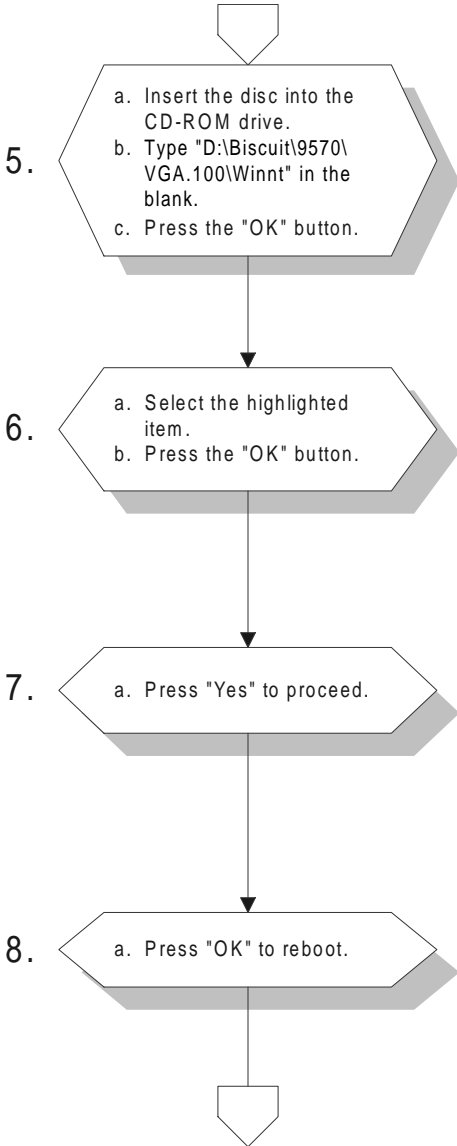 5.
a. Insert the disc into the
CD-ROM drive.
b. Type "D:\Biscuit\9570\
VGA.100\Winnt" in the
blank.
c. Press the "OK" button.
6.
a. Select the highlighted
item.
b. Press the "OK" button.
7.
a. Press "Yes" to proceed.
8.
a. Press "OK" to reboot.